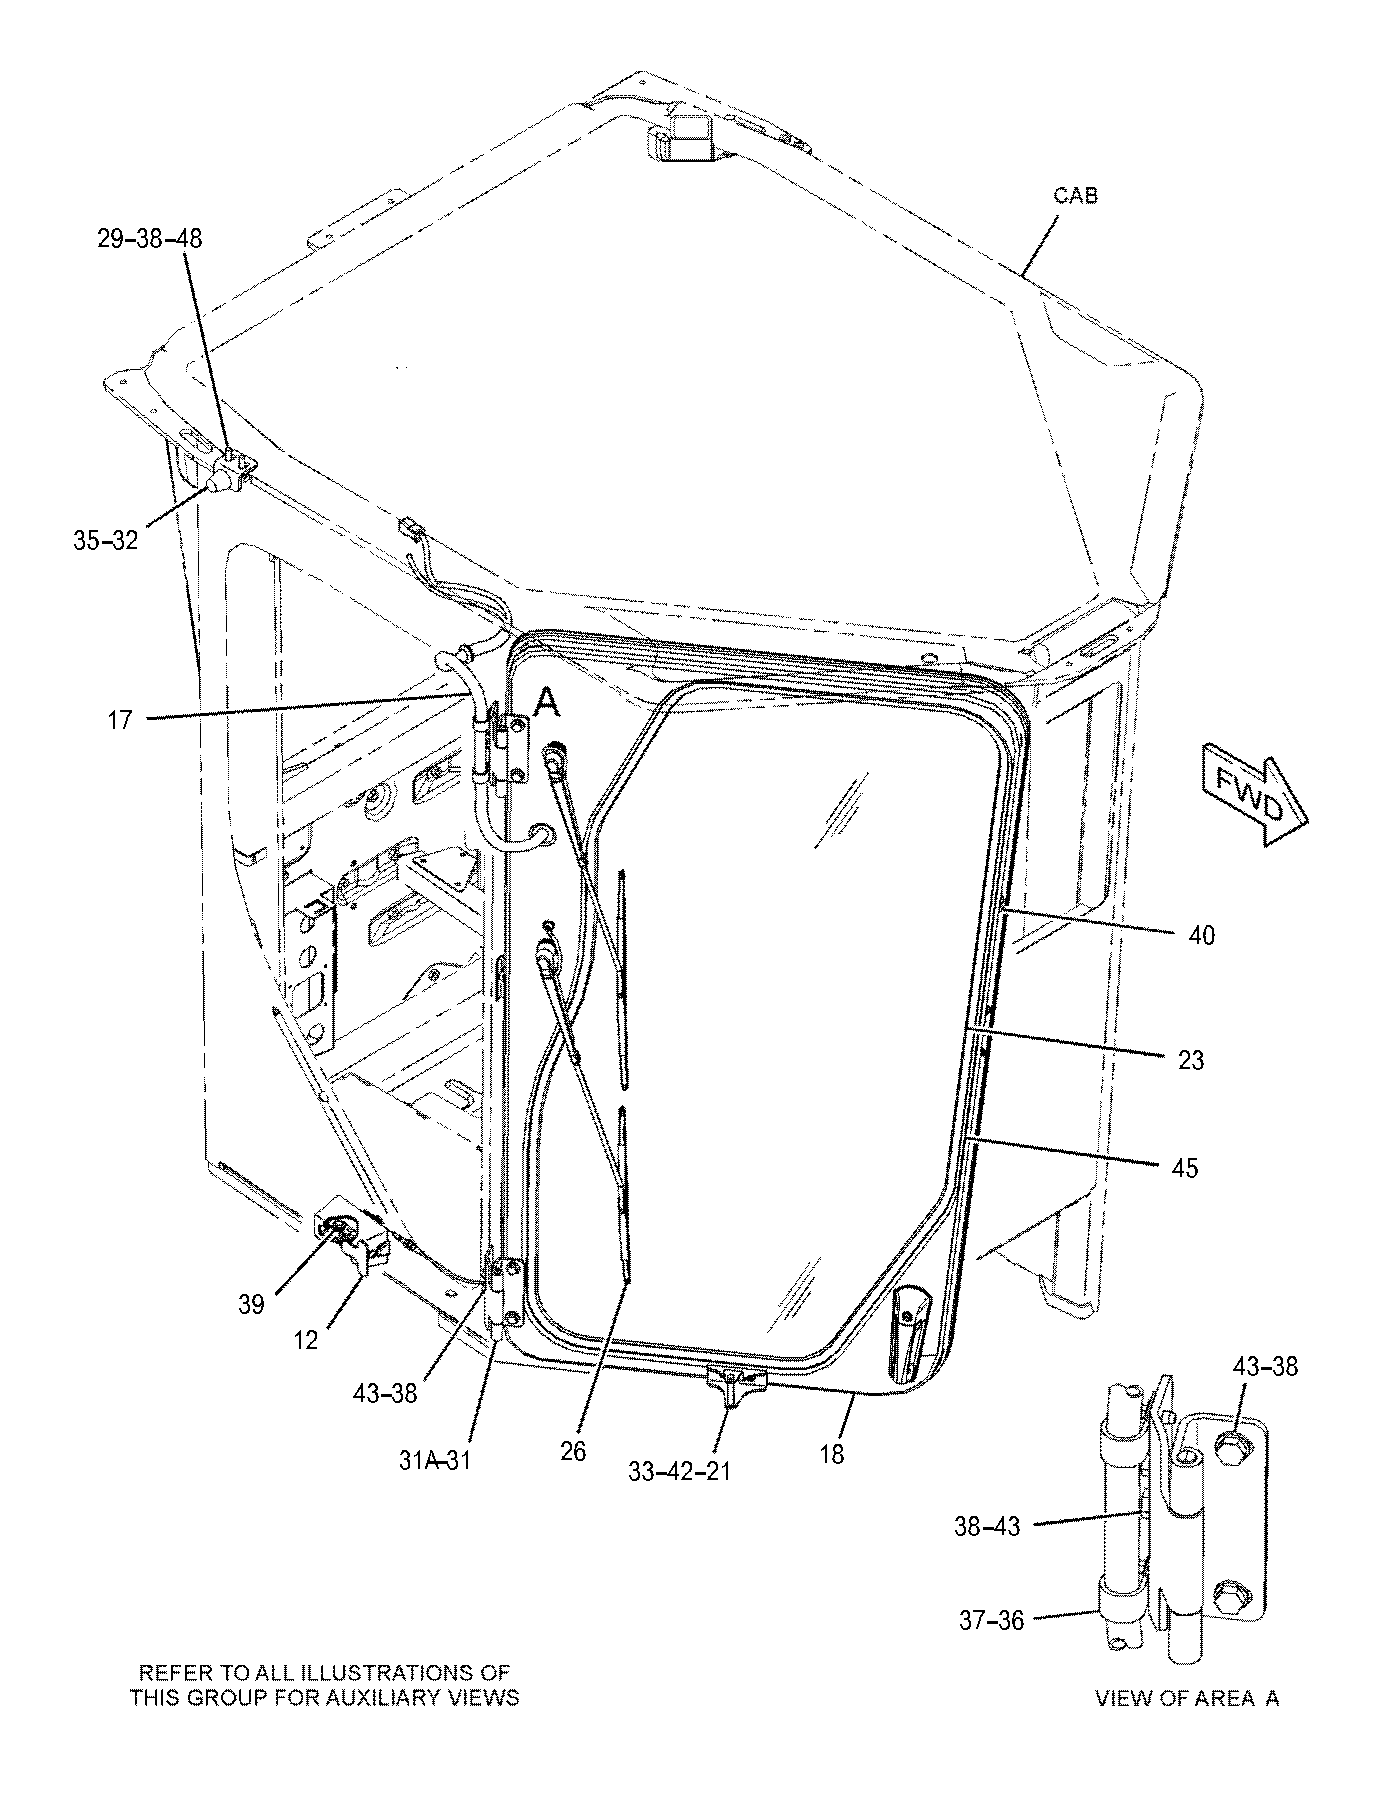 CAB
29-38-48
35-32
17
A
FWD
40
23
45
39
12
43-38
31A-31
26
33-42-21
18
43-38
38-43
37-36
REFER TO ALL ILLUSTRATIONS OF
THIS GROUP FOR AUXILIARY VIEWS
VIEW OF AREA A